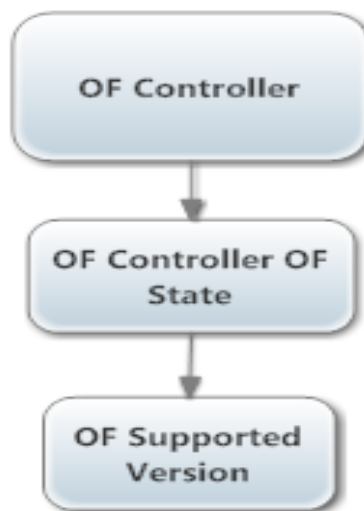 OF Controller
OF Controller OF
State
OF Supported
Version